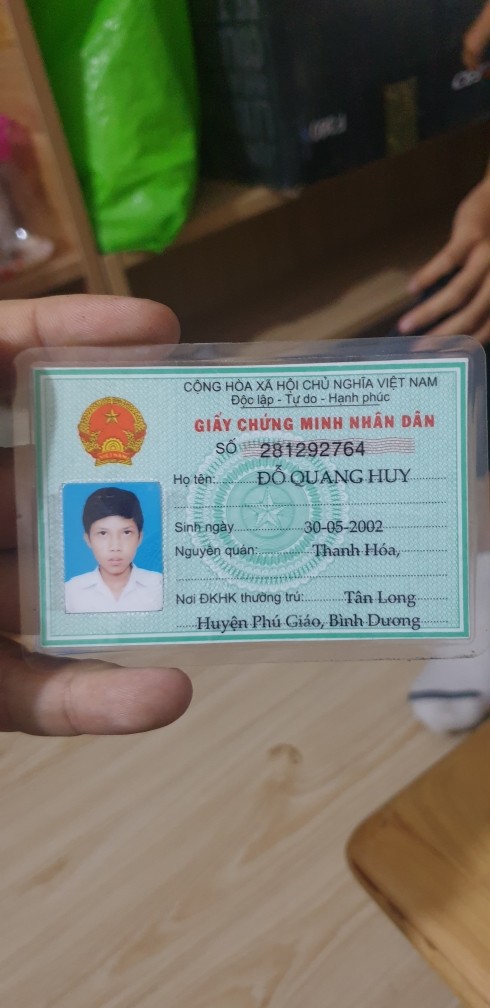 CỘNG HÒA XÃ HỘI CHỦ NGHĨA VIỆT NAM
Độc lập - Tự do - Hạnh phúc
GIẤY CHỨNG MINH NHÂN DÂN
SỐ 281292764
Họ tên: ĐỖ QUANG HUY
Sinh ngày 30-05-2002
Nguyên quán: Thanh Hóa,
Nơi ĐKHK thường trú: Tân Long
Huyện Phú Giáo, Bình Dương